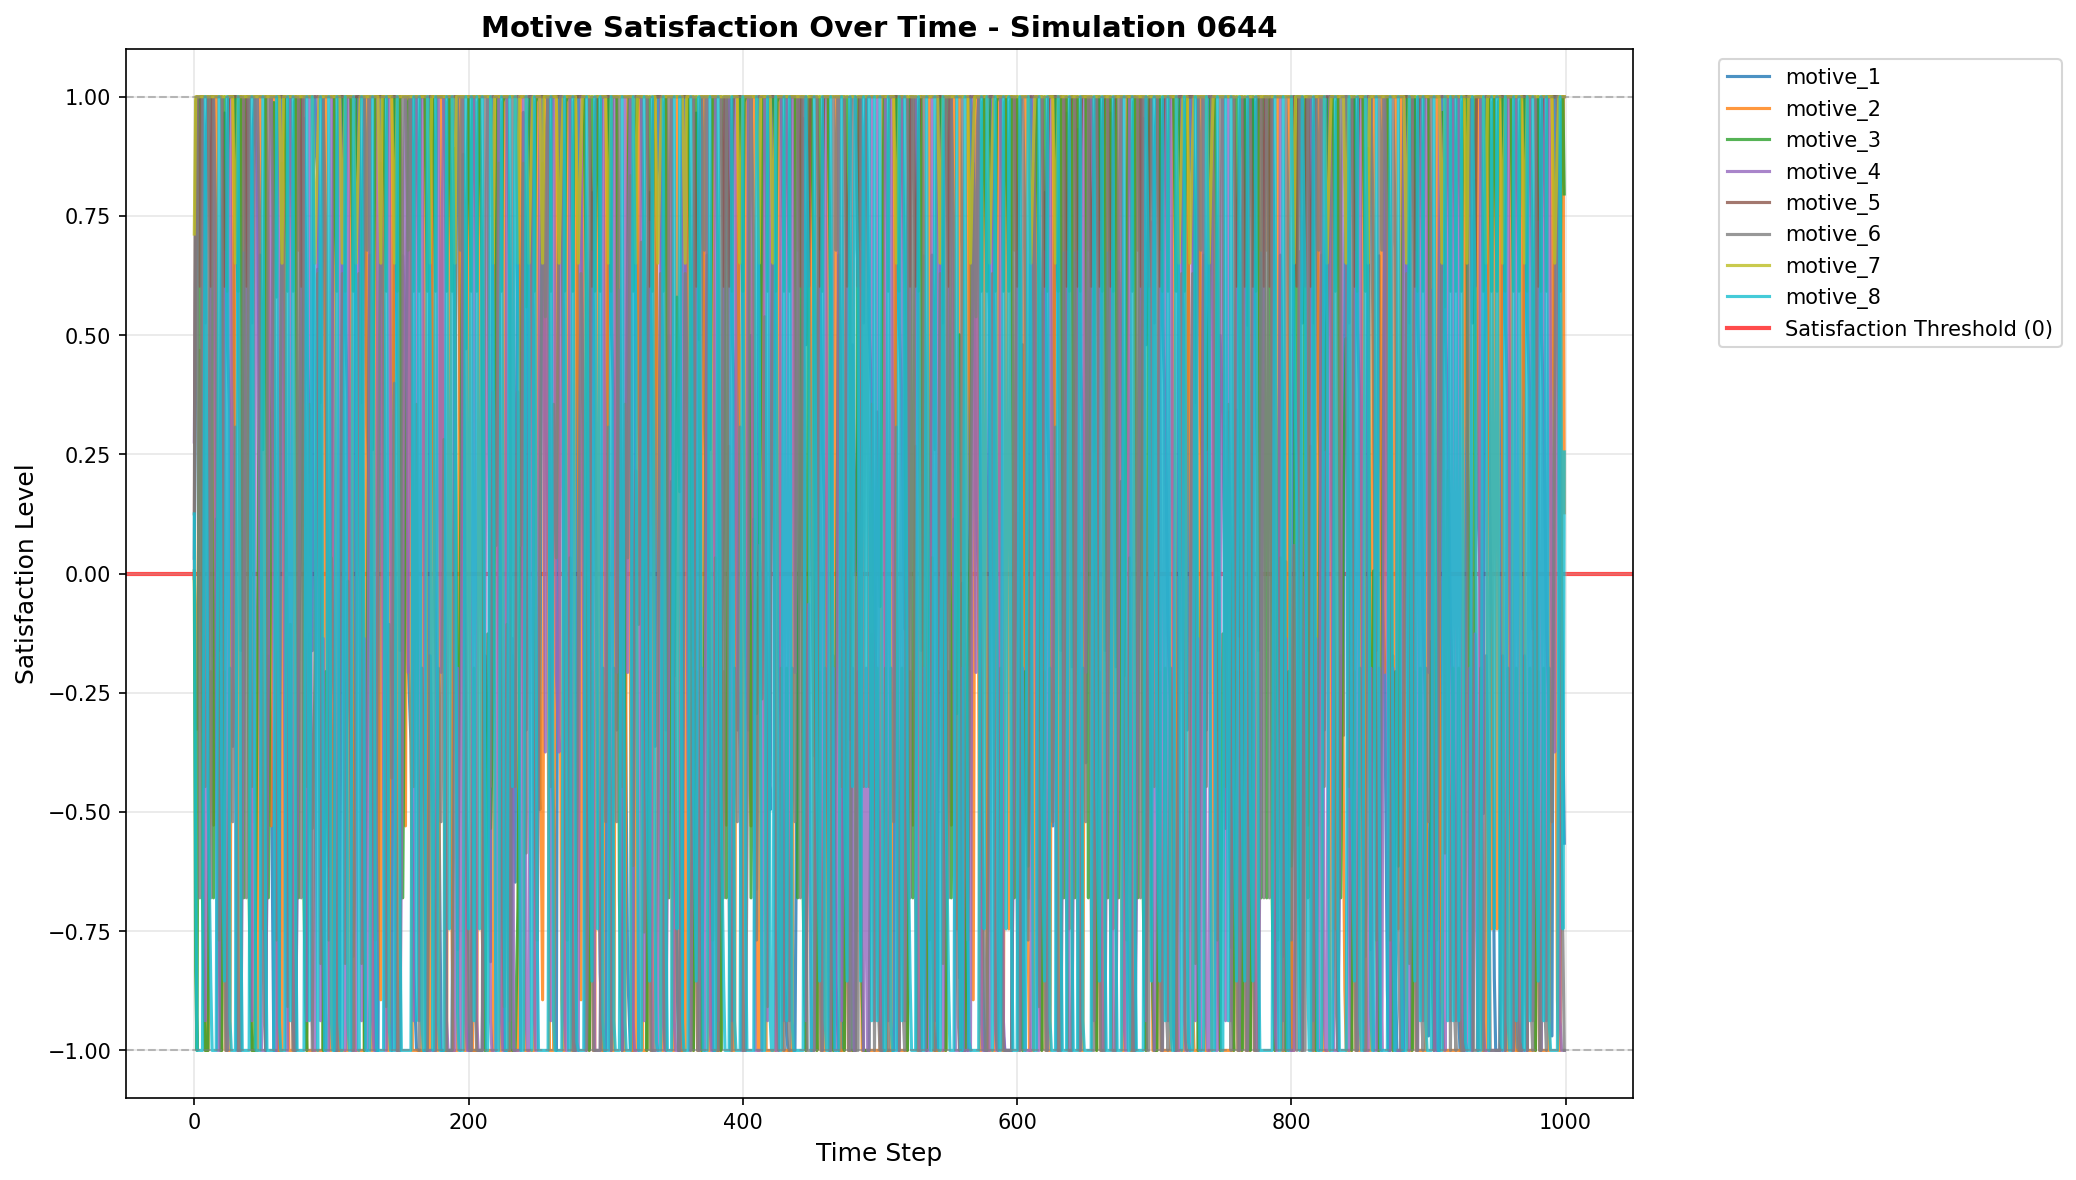 Motive Satisfaction Over Time - Simulation 0644
1.00
0.75
0.50
0.25
0.00
−0.25
−0.50
−0.75
−1.00
Satisfaction Level
0
200
400
600
800
1000
Time Step
motive_1
motive_2
motive_3
motive_4
motive_5
motive_6
motive_7
motive_8
Satisfaction Threshold (0)